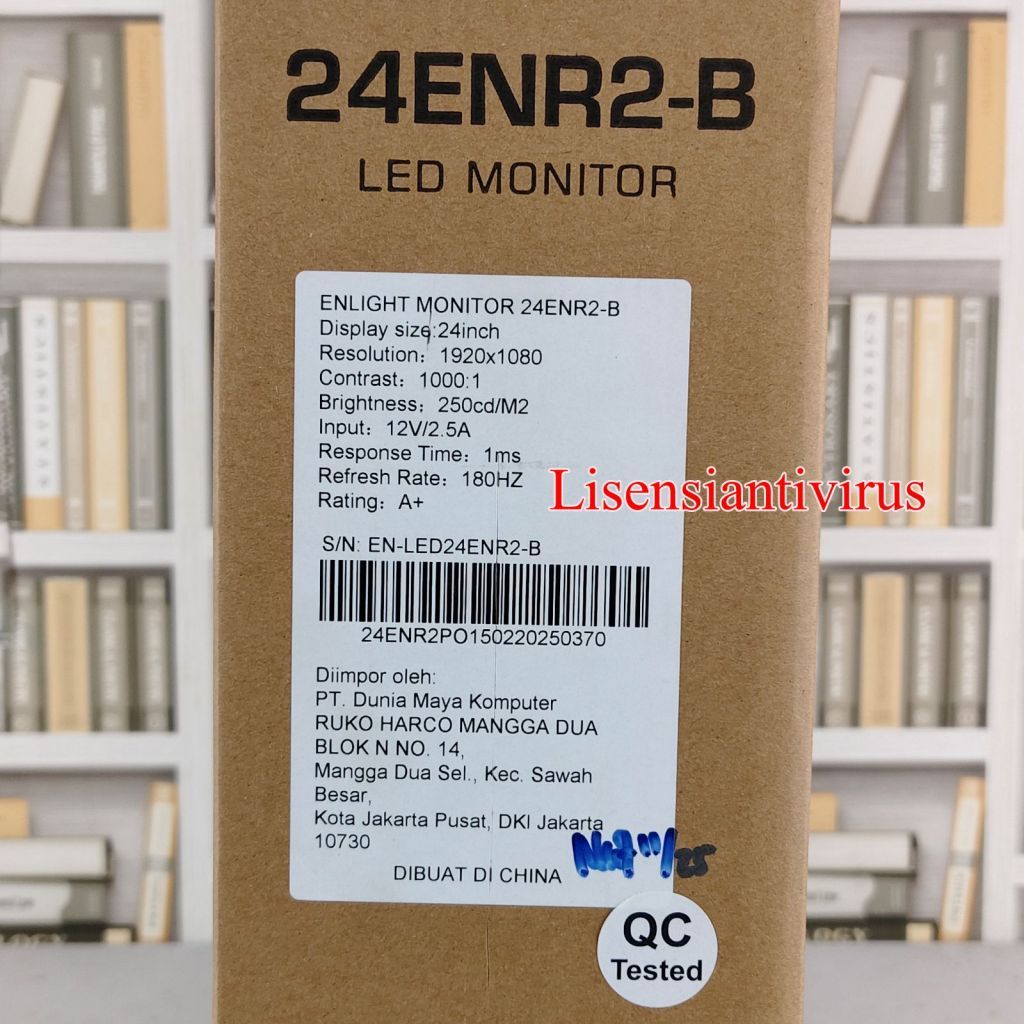 24ENR2-B
LED MONITOR
ENLIGHT MONITOR 24ENR2-B
Display size:24inch
Resolution: 1920x1080
Contrast: 1000:1
Brightness: 250cd/M2
Input: 12V/2.5A
Response Time: 1ms
Refresh Rate: 180HZ
Rating: A+
Lisensiantivirus
S/N: EN-LED24ENR2-B
24ENR2PO150220250370
Diimpor oleh:
PT. Dunia Maya Komputer
RUKO HARCO MANGGA DUA
BLOK N NO. 14,
Mangga Dua Sel., Kec. Sawah
Besar,
Kota Jakarta Pusat, DKI Jakarta
10730
DIBUAT DI CHINA
QC
Tested